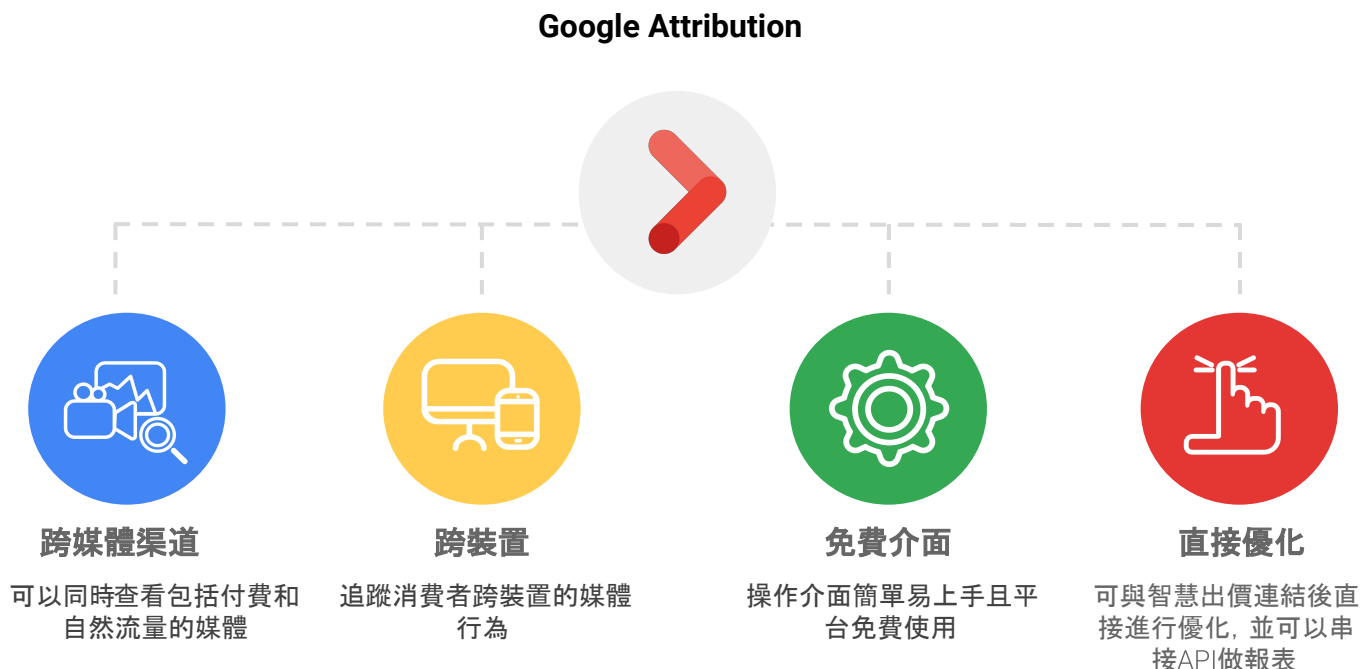 Google Attribution
跨媒體渠道
可以同時查看包括付費和
自然流量的媒體
跨裝置
追蹤消費者跨裝置的媒體
行為
免費介面
操作介面簡單易上手且平
台免費使用
直接優化
可與智慧出價連結後直
接進行優化, 並可以串
接API做報表